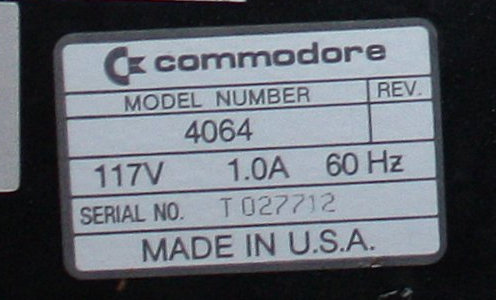 commodore
MODEL NUMBER REV.
4064
117V 1.0A 60 Hz
SERIAL NO. T 027712
MADE IN U.S.A.